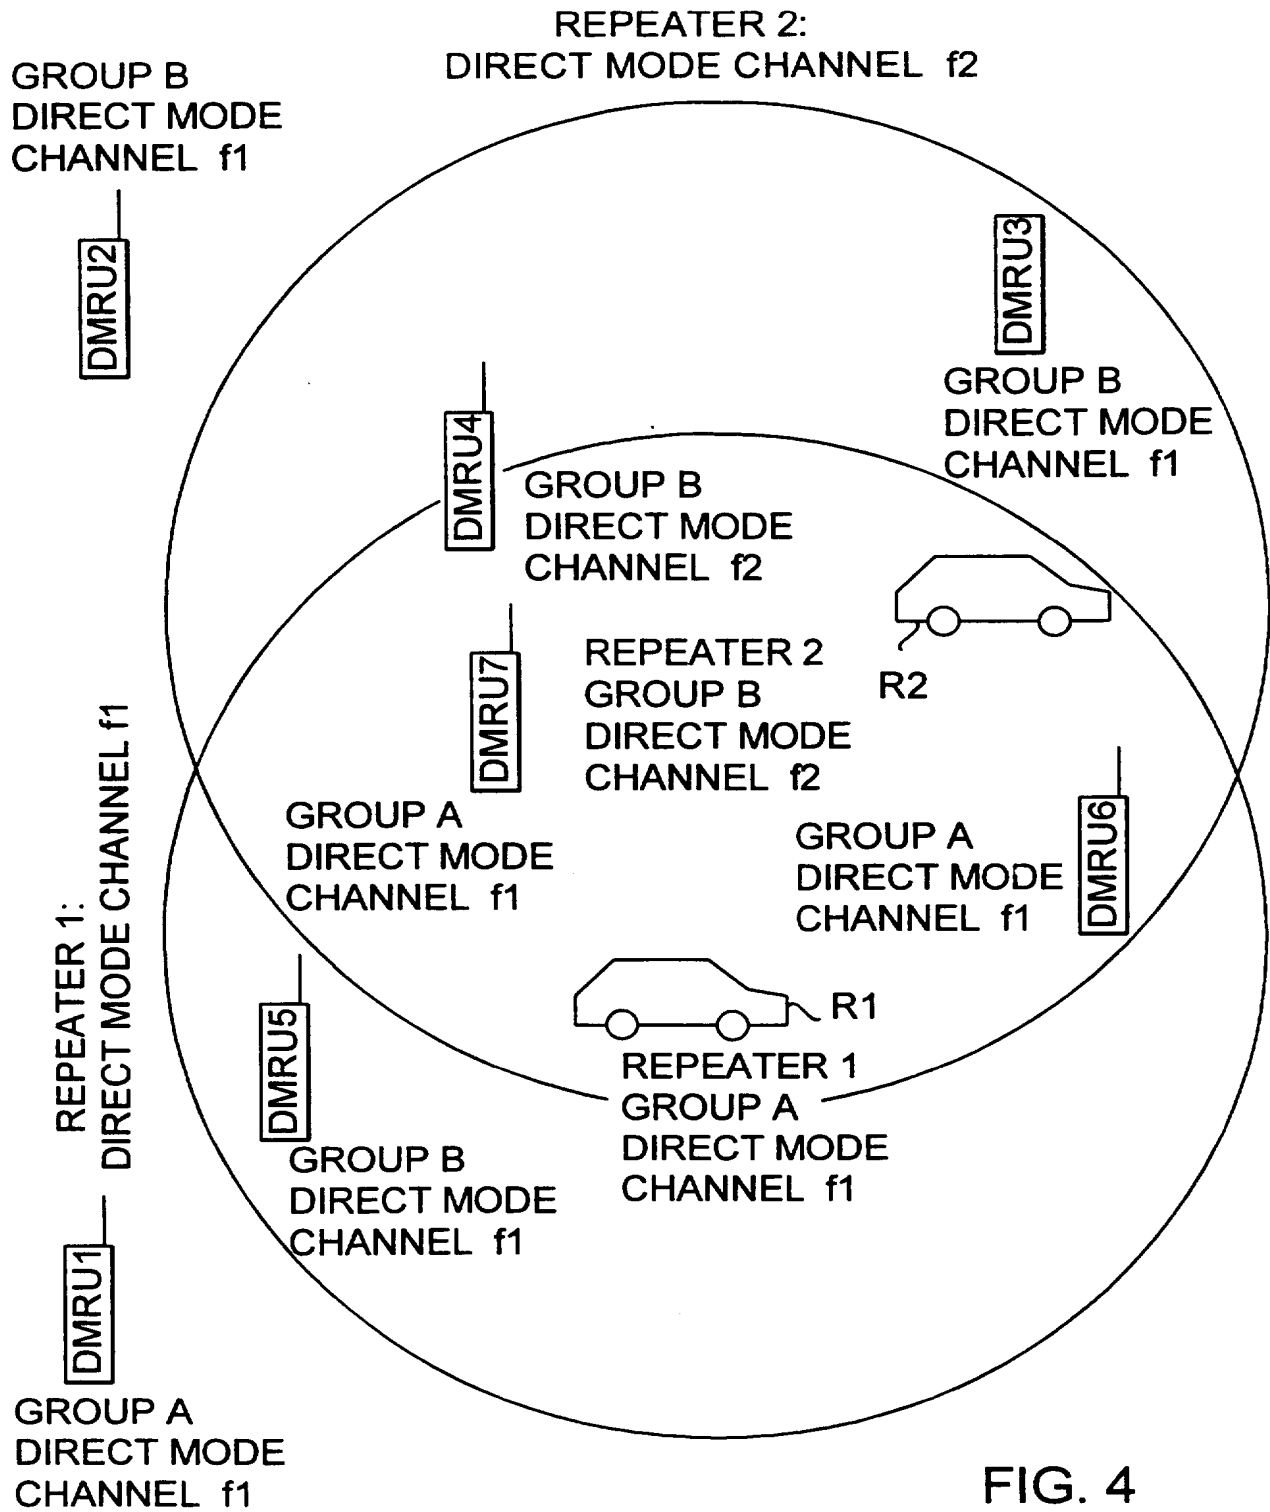 REPEATER 2:
DIRECT MODE CHANNEL f2
GROUP B
DIRECT MODE
CHANNEL f1
DMRU2
DMRU3
GROUP B
DIRECT MODE
CHANNEL f1
DMRU4
GROUP B
DIRECT MODE
CHANNEL f2
R2
DMRU7
REPEATER 2
GROUP B
DIRECT MODE
CHANNEL f2
GROUP A
DIRECT MODE
CHANNEL f1
GROUP A
DIRECT MODE
CHANNEL f1
DMRU6
REPEATER 1:
DIRECT MODE CHANNEL f1
R1
REPEATER 1
GROUP A
DIRECT MODE
CHANNEL f1
DMRU5
GROUP B
DIRECT MODE
CHANNEL f1
DMRU1
GROUP A
DIRECT MODE
CHANNEL f1
FIG. 4